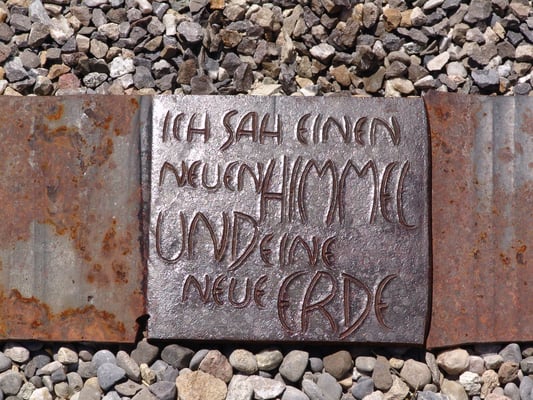 ICH SAH EINEN
NEUEN HIMMEL
UND EINE
NEUE ERDE